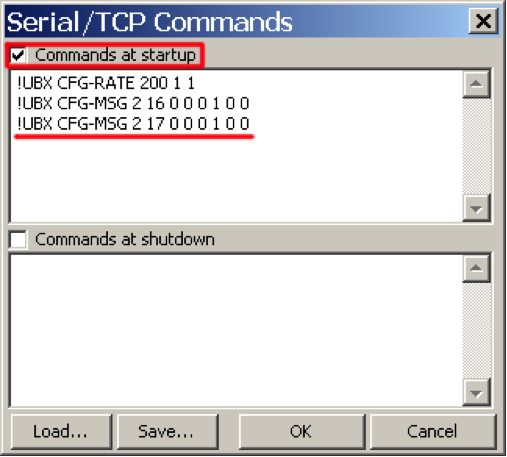 Serial/TCP Commands
Commands at startup
!UBX CFG-RATE 200 1 1
!UBX CFG-MSG 2 16 0 0 0 1 0 0
!UBX CFG-MSG 2 17 0 0 0 1 0 0
Commands at shutdown
Load... Save... OK Cancel